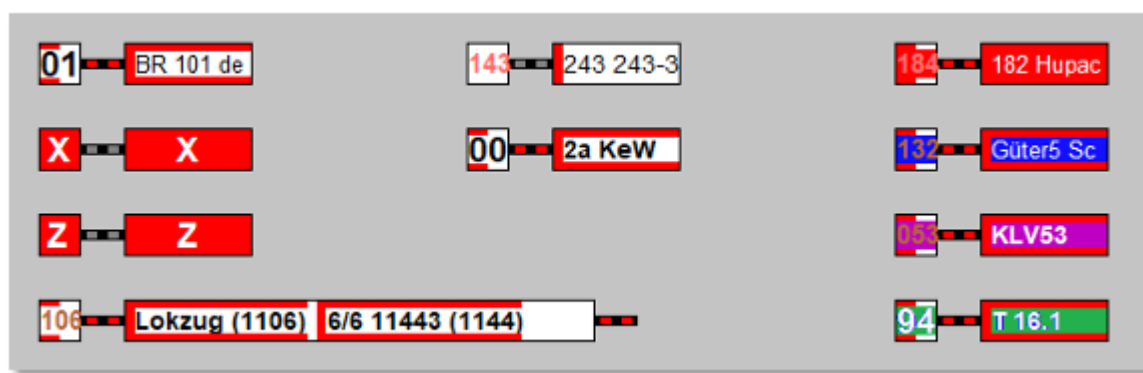 01 BR 101 de 143 243 243-3 184 182 Hupac
X X 00 2a KeW 132 Güter5 Sc
Z Z 053 KLV53
106 Lokzug (1106) 6/6 11443 (1144) 94 T 16.1